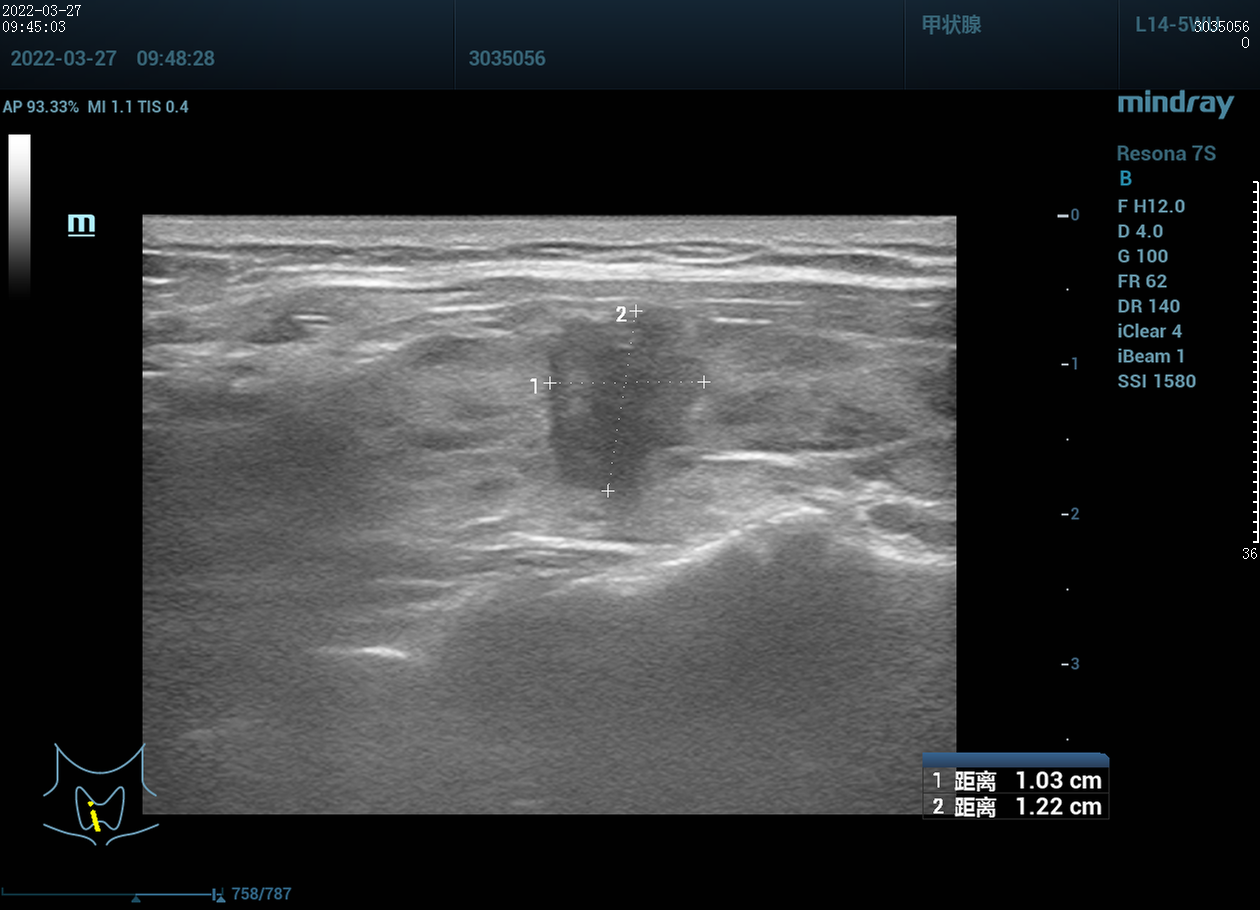 2022-03-27
09:45:03
甲状腺
3035056
0
2022-03-27 09:48:28
3035056
AP 93.33% MI 1.1 TIS 0.4
mindray
Resona 7S
B
m
F H12.0
D 4.0
G 100
FR 62
DR 140
iClear 4
iBeam 1
SSI 1580
0
2
1
1
2
36
3
1 距离 1.03 cm
2 距离 1.22 cm
758/787